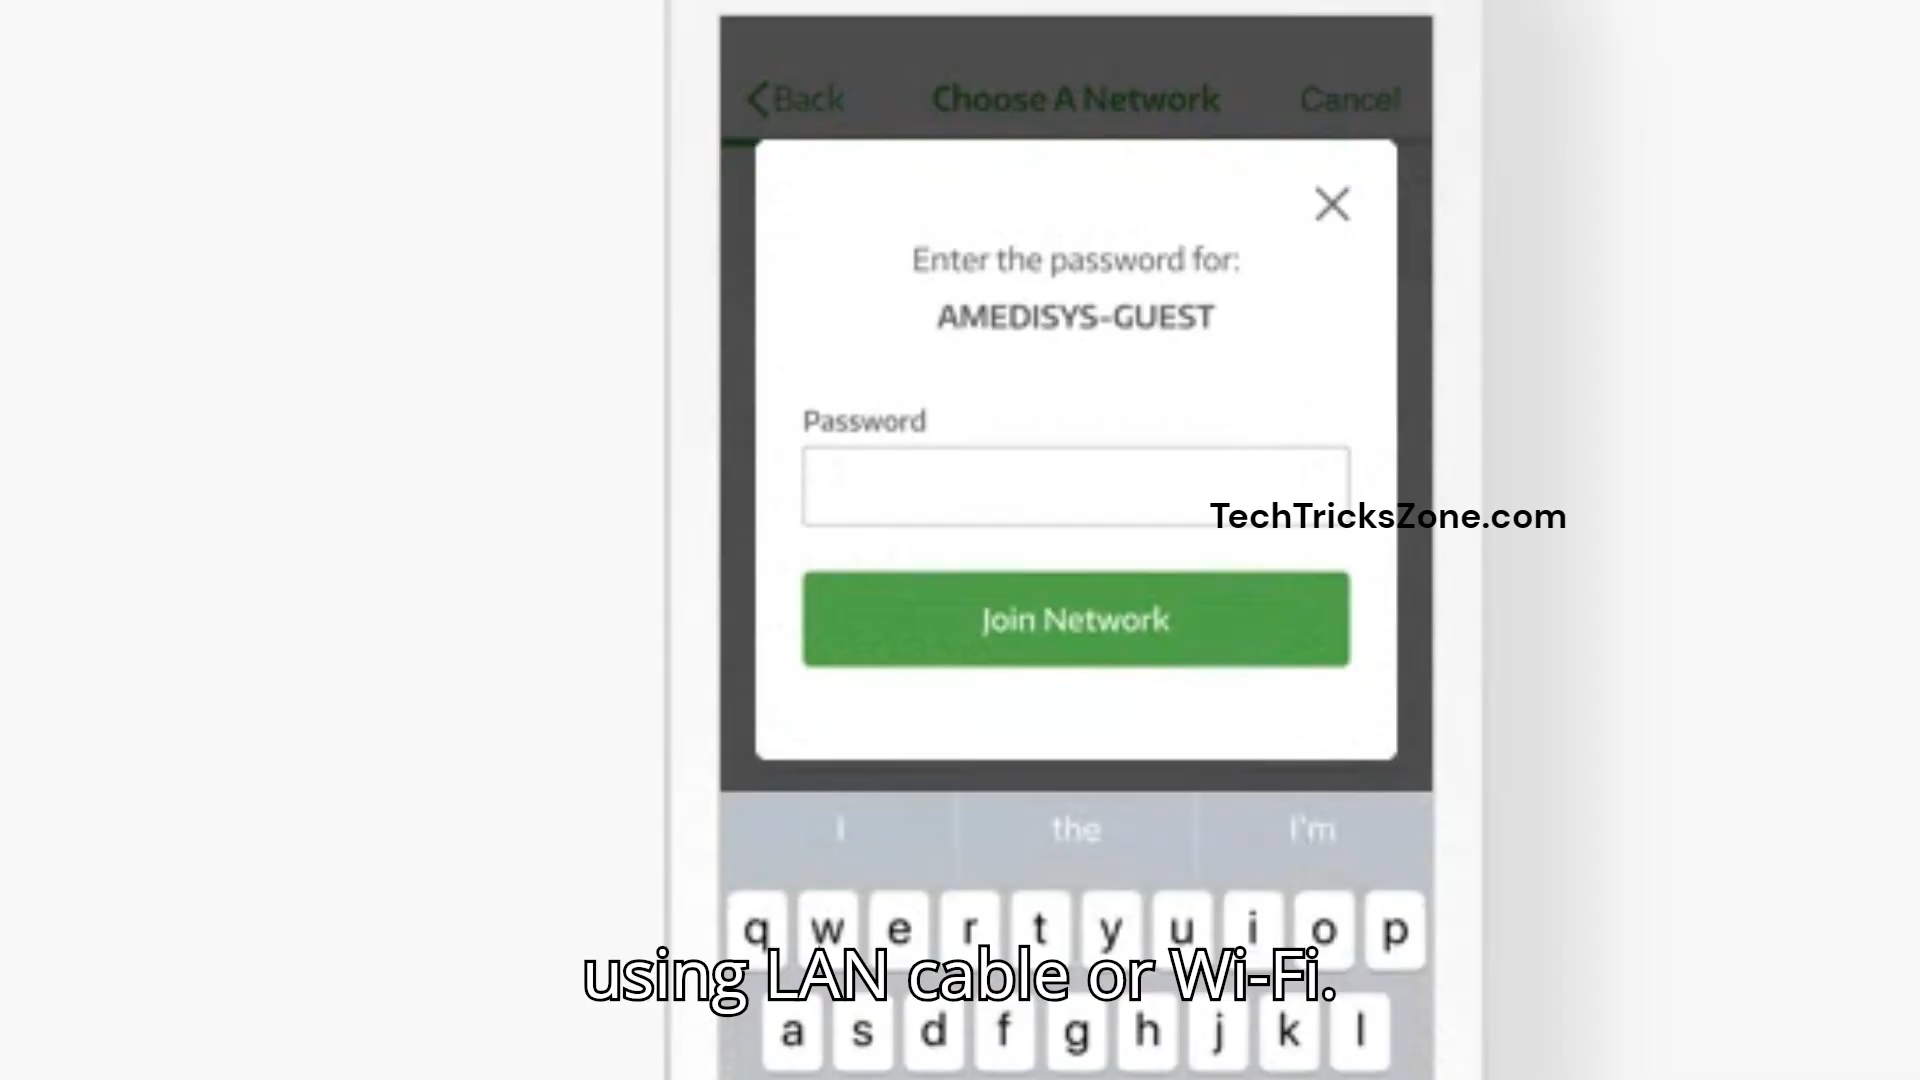 Back Choose A Network Cancel
Enter the password for:
AMEDISYS-GUEST
Password
TechTricksZone.com
Join Network
I the I'm
q w e r t y u i o p
using LAN cable or Wi-Fi.
a s d f g h j k l